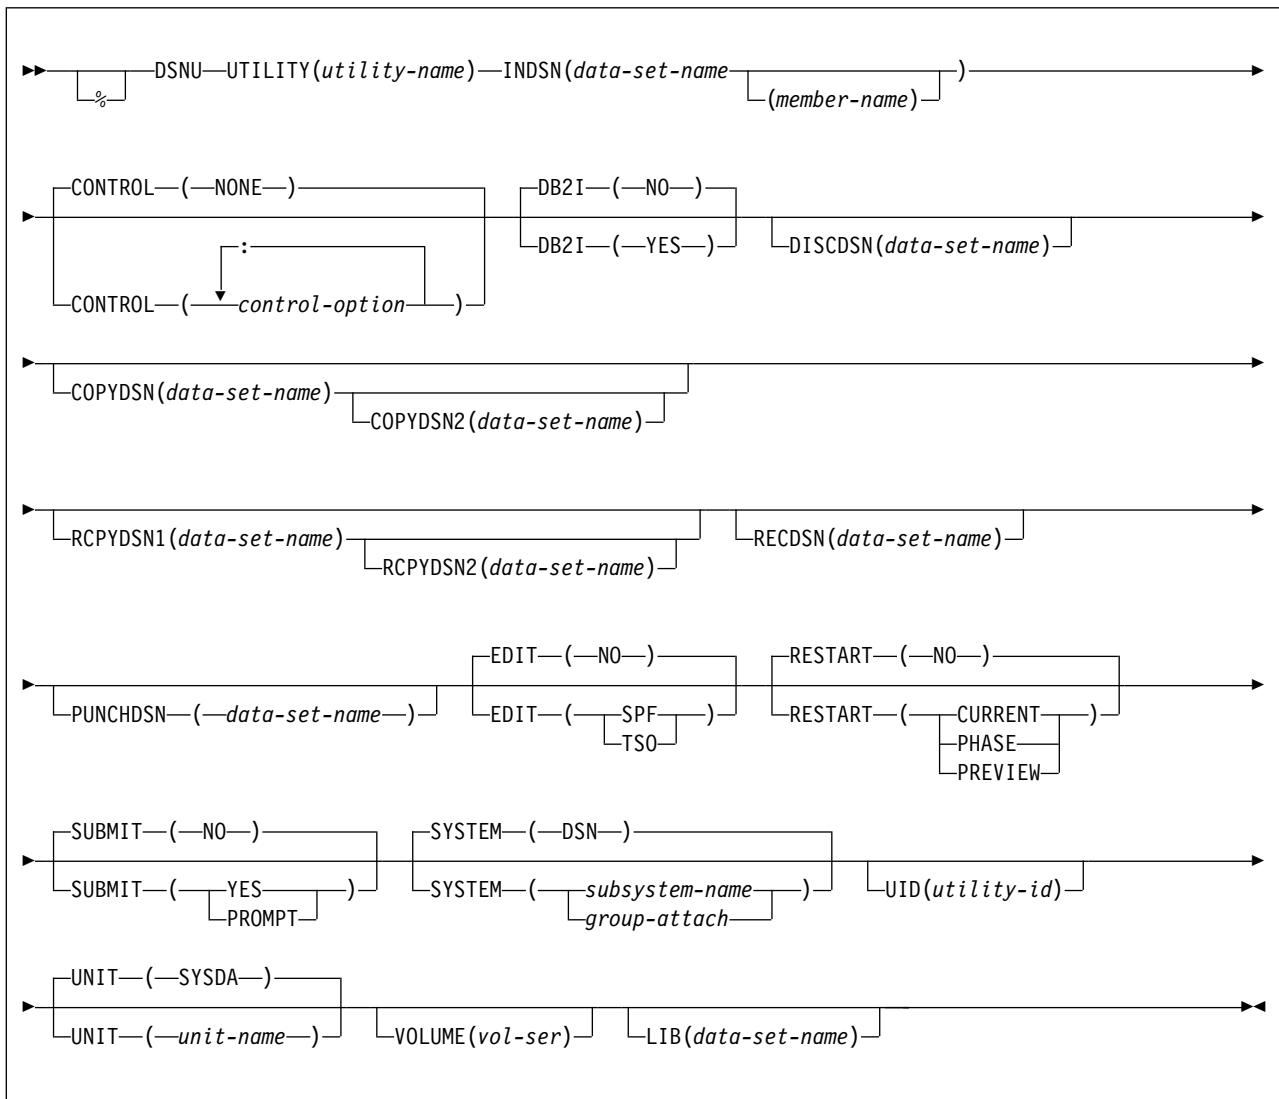 DSNU UTILITY(utility-name) INDSN(data-set-name )
% (member-name)
CONTROL ( NONE ) DB2I ( NO )
: DB2I ( YES ) DISCDSN(data-set-name)
CONTROL ( control-option )
COPYDSN(data-set-name)
COPYDSN2(data-set-name)
RCPYDSN1(data-set-name) RECDSN(data-set-name)
RCPYDSN2(data-set-name)
EDIT ( NO ) RESTART ( NO )
PUNCHDSN ( data-set-name ) EDIT ( SPF ) RESTART ( CURRENT )
TSO PHASE
PREVIEW
SUBMIT ( NO ) SYSTEM ( DSN )
SUBMIT ( YES ) SYSTEM ( subsystem-name ) UID(utility-id)
PROMPT group-attach
UNIT ( SYSDA )
UNIT ( unit-name ) VOLUME(vol-ser) LIB(data-set-name)